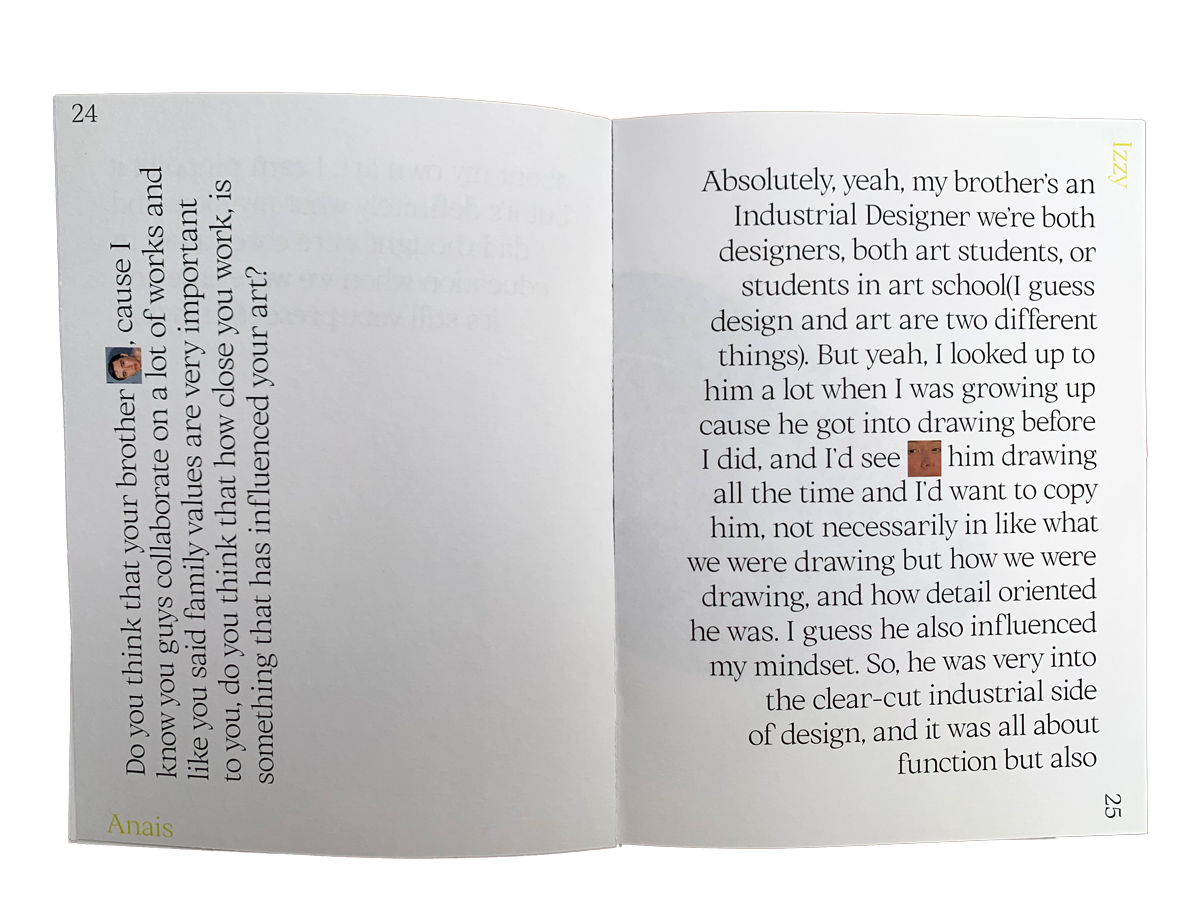 24
Do you think that your brother , cause I
know you guys collaborate on a lot of works and
like you said family values are very important
to you, do you think that how close you work, is
something that has influenced your art?
Anais
Izzy
Absolutely, yeah, my brother's an
Industrial Designer we're both
designers, both art students, or
students in art school(I guess
design and art are two different
things). But yeah, I looked up to
him a lot when I was growing up
cause he got into drawing before
I did, and I'd see him drawing
all the time and I'd want to copy
him, not necessarily in like what
we were drawing but how we were
drawing, and how detail oriented
he was. I guess he also influenced
my mindset. So, he was very into
the clear-cut industrial side
of design, and it was all about
function but also
25